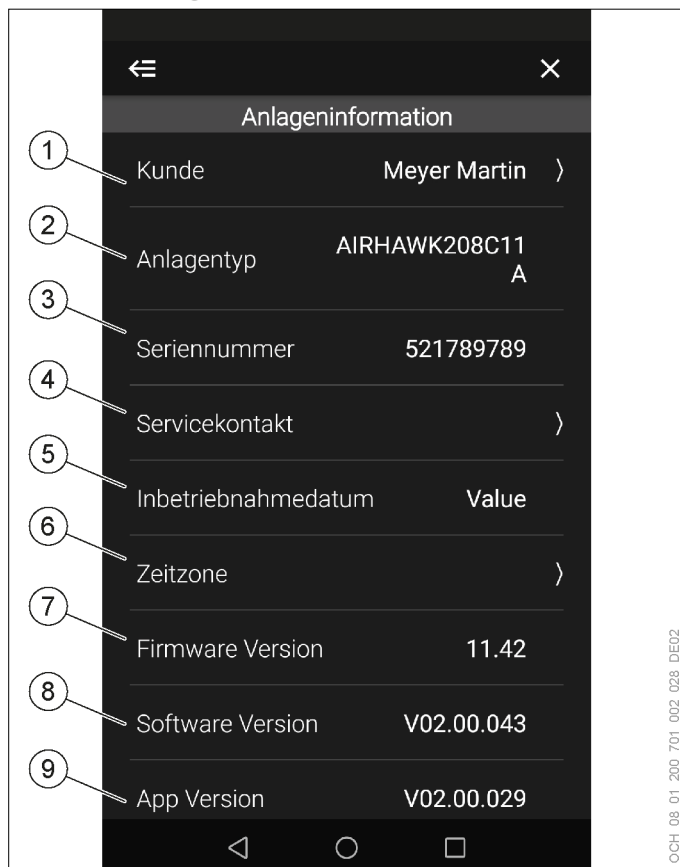 Anlageninformation
1
Kunde Meyer Martin
2
Anlagentyp AIRHAWK208C11
A
3
Seriennummer 521789789
4
Servicekontakt
5
Inbetriebnahmedatum Value
6
Zeitzone
7
Firmware Version 11.42
8
Software Version V02.00.043
9
App Version V02.00.029
OCH 08 01 200 701 002 028 DE02